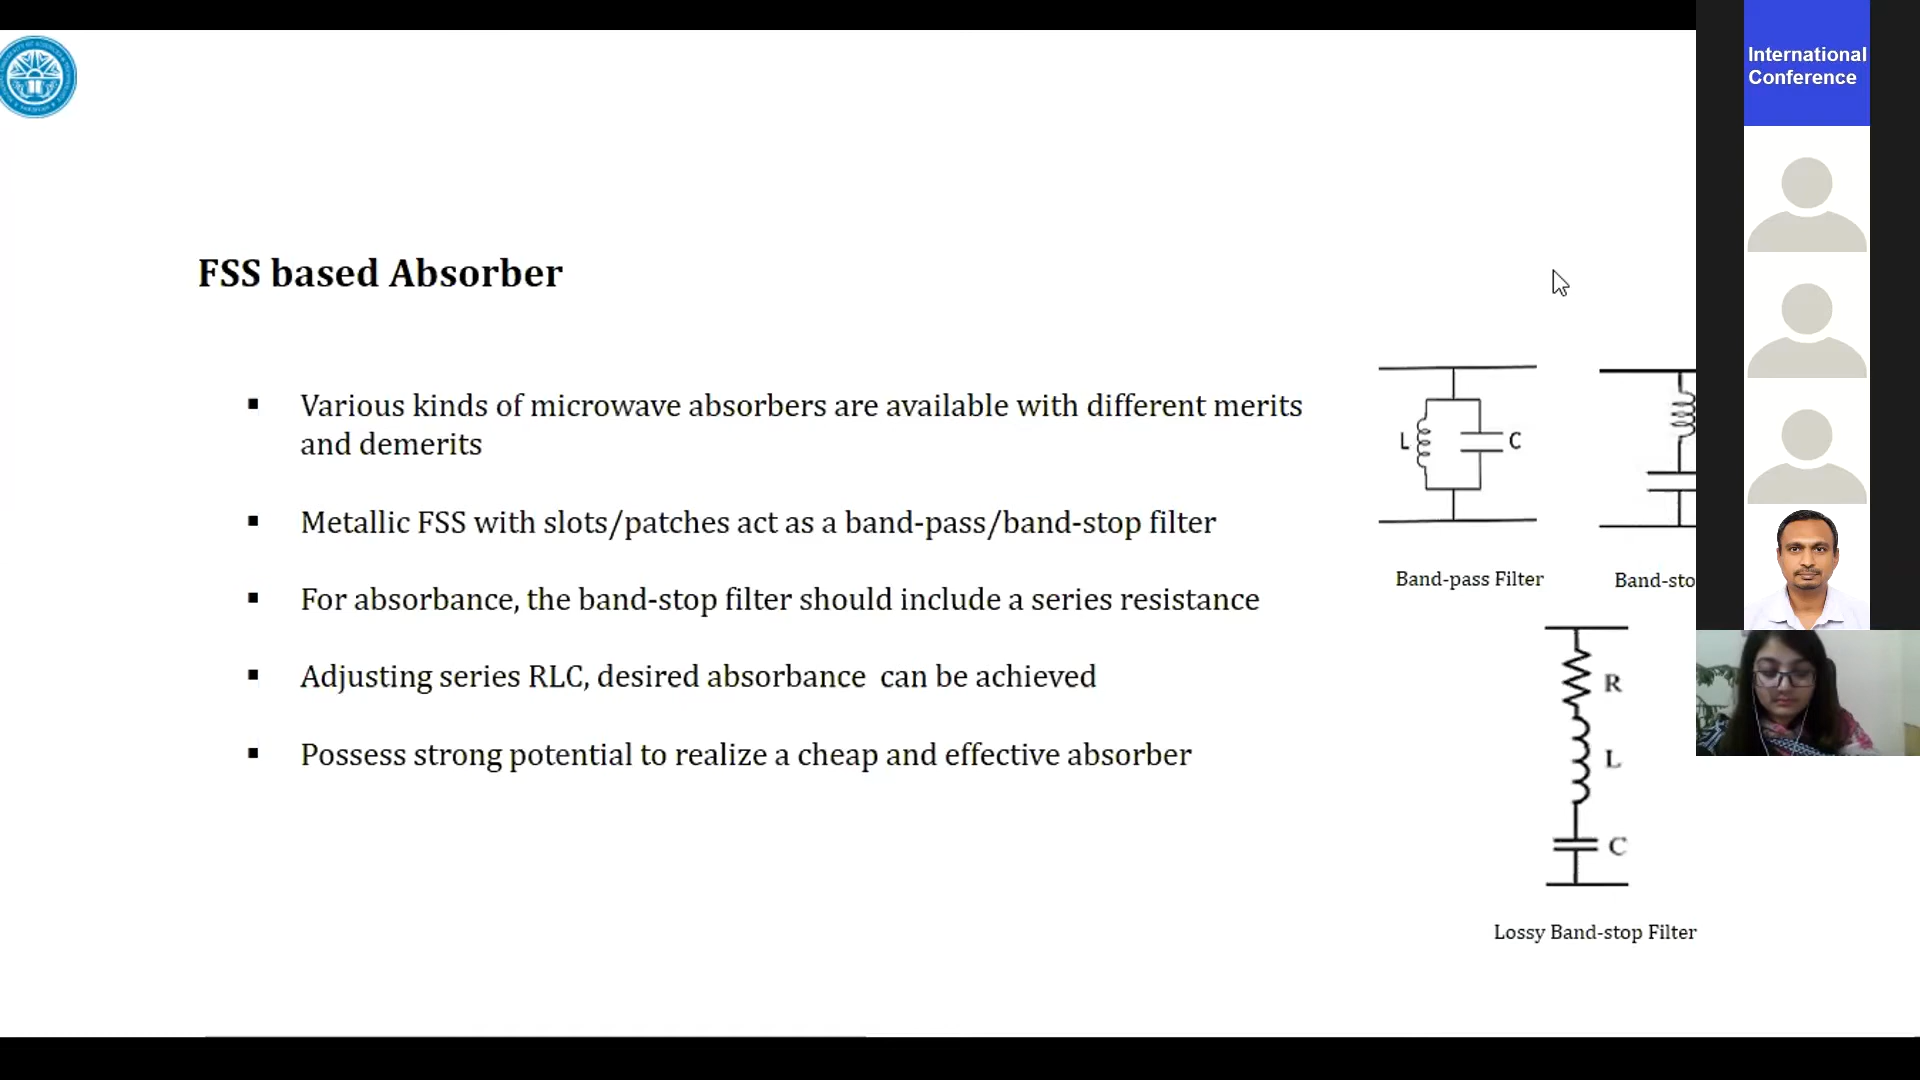 International
Conference
FSS based Absorber
▪ Various kinds of microwave absorbers are available with different merits
and demerits
▪ Metallic FSS with slots/patches act as a band-pass/band-stop filter
▪ For absorbance, the band-stop filter should include a series resistance
▪ Adjusting series RLC, desired absorbance can be achieved
▪ Possess strong potential to realize a cheap and effective absorber
L
C
Band-pass Filter
Band-sto
R
L
C
Lossy Band-stop Filter